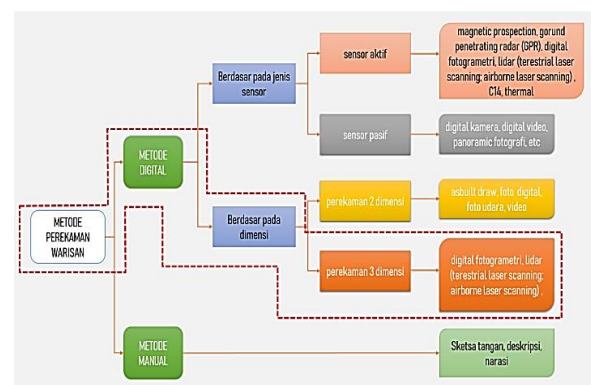 magnetic prospection, gorund
penetrating radar (GPR), digital
fotogrametri, lidar (terestrial laser
scanning; airborne laser scanning) ,
C14, thermal
sensor aktif
Berdasar pada jenis
sensor
sensor pasif
digital kamera, digital video,
panoramic fotografi, etc
METODE
DIGITAL
perekaman 2 dimensi
asbuilt draw, foto digital,
foto udara, video
Berdasar pada
dimensi
METODE
PEREKAMAN
WARISAN
perekaman 3 dimensi
digital fotogrametri, lidar
(terestrial laser scanning;
airborne laser scanning) ,
METODE
MANUAL
Sketsa tangan, deskripsi,
narasi